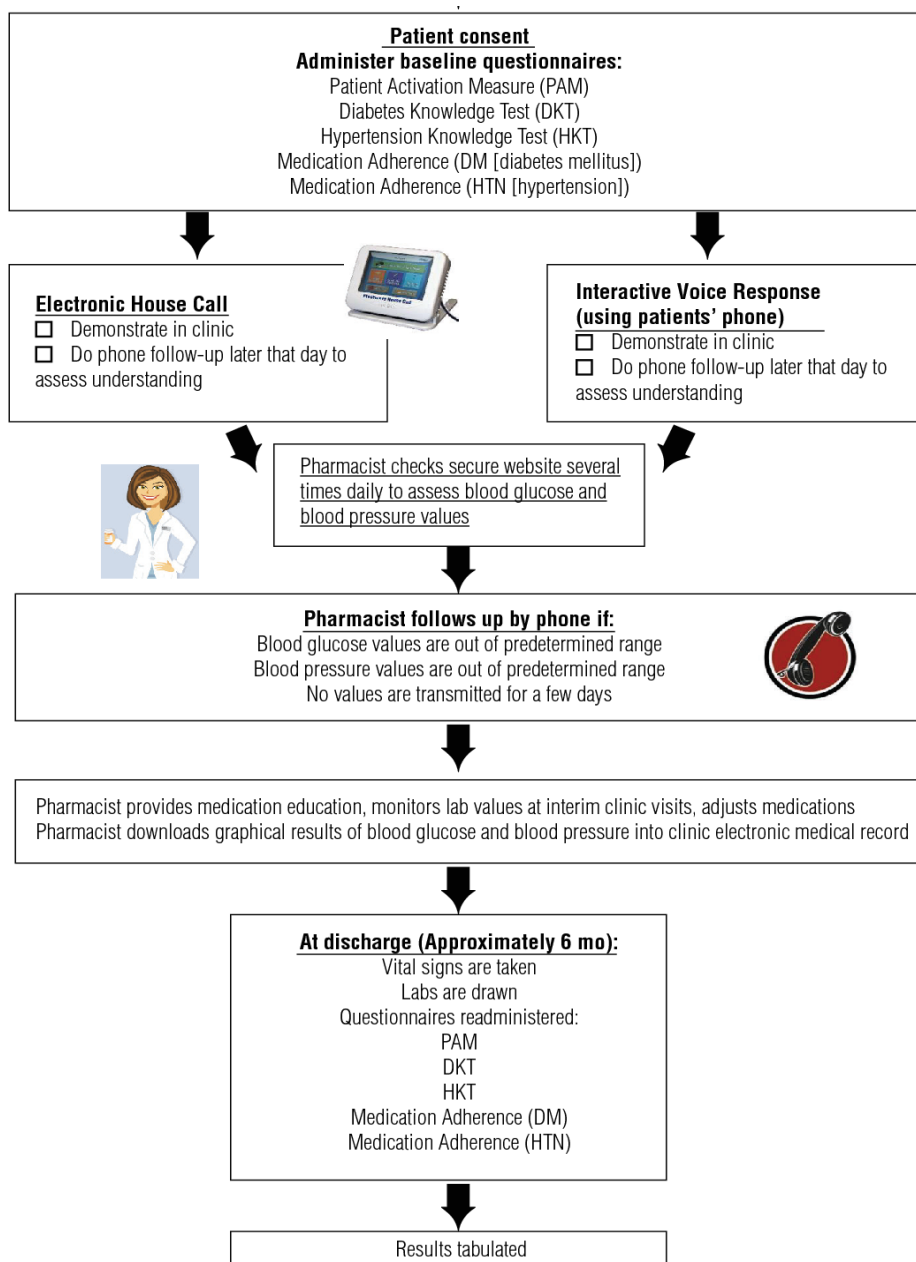 Patient consent
Administer baseline questionnaires:
Patient Activation Measure (PAM)
Diabetes Knowledge Test (DKT)
Hypertension Knowledge Test (HKT)
Medication Adherence (DM [diabetes mellitus])
Medication Adherence (HTN [hypertension])
Electronic House Call
Demonstrate in clinic
Do phone follow-up later that day to
assess understanding
Interactive Voice Response
(using patients’ phone)
Demonstrate in clinic
Do phone follow-up later that day to
assess understanding
Pharmacist checks secure website several
times daily to assess blood glucose and
blood pressure values
Pharmacist follows up by phone if:
Blood glucose values are out of predetermined range
Blood pressure values are out of predetermined range
No values are transmitted for a few days
Pharmacist provides medication education, monitors lab values at interim clinic visits, adjusts medications
Pharmacist downloads graphical results of blood glucose and blood pressure into clinic electronic medical record
At discharge (Approximately 6 mo):
Vital signs are taken
Labs are drawn
Questionnaires readministered:
PAM
DKT
HKT
Medication Adherence (DM)
Medication Adherence (HTN)
Results tabulated